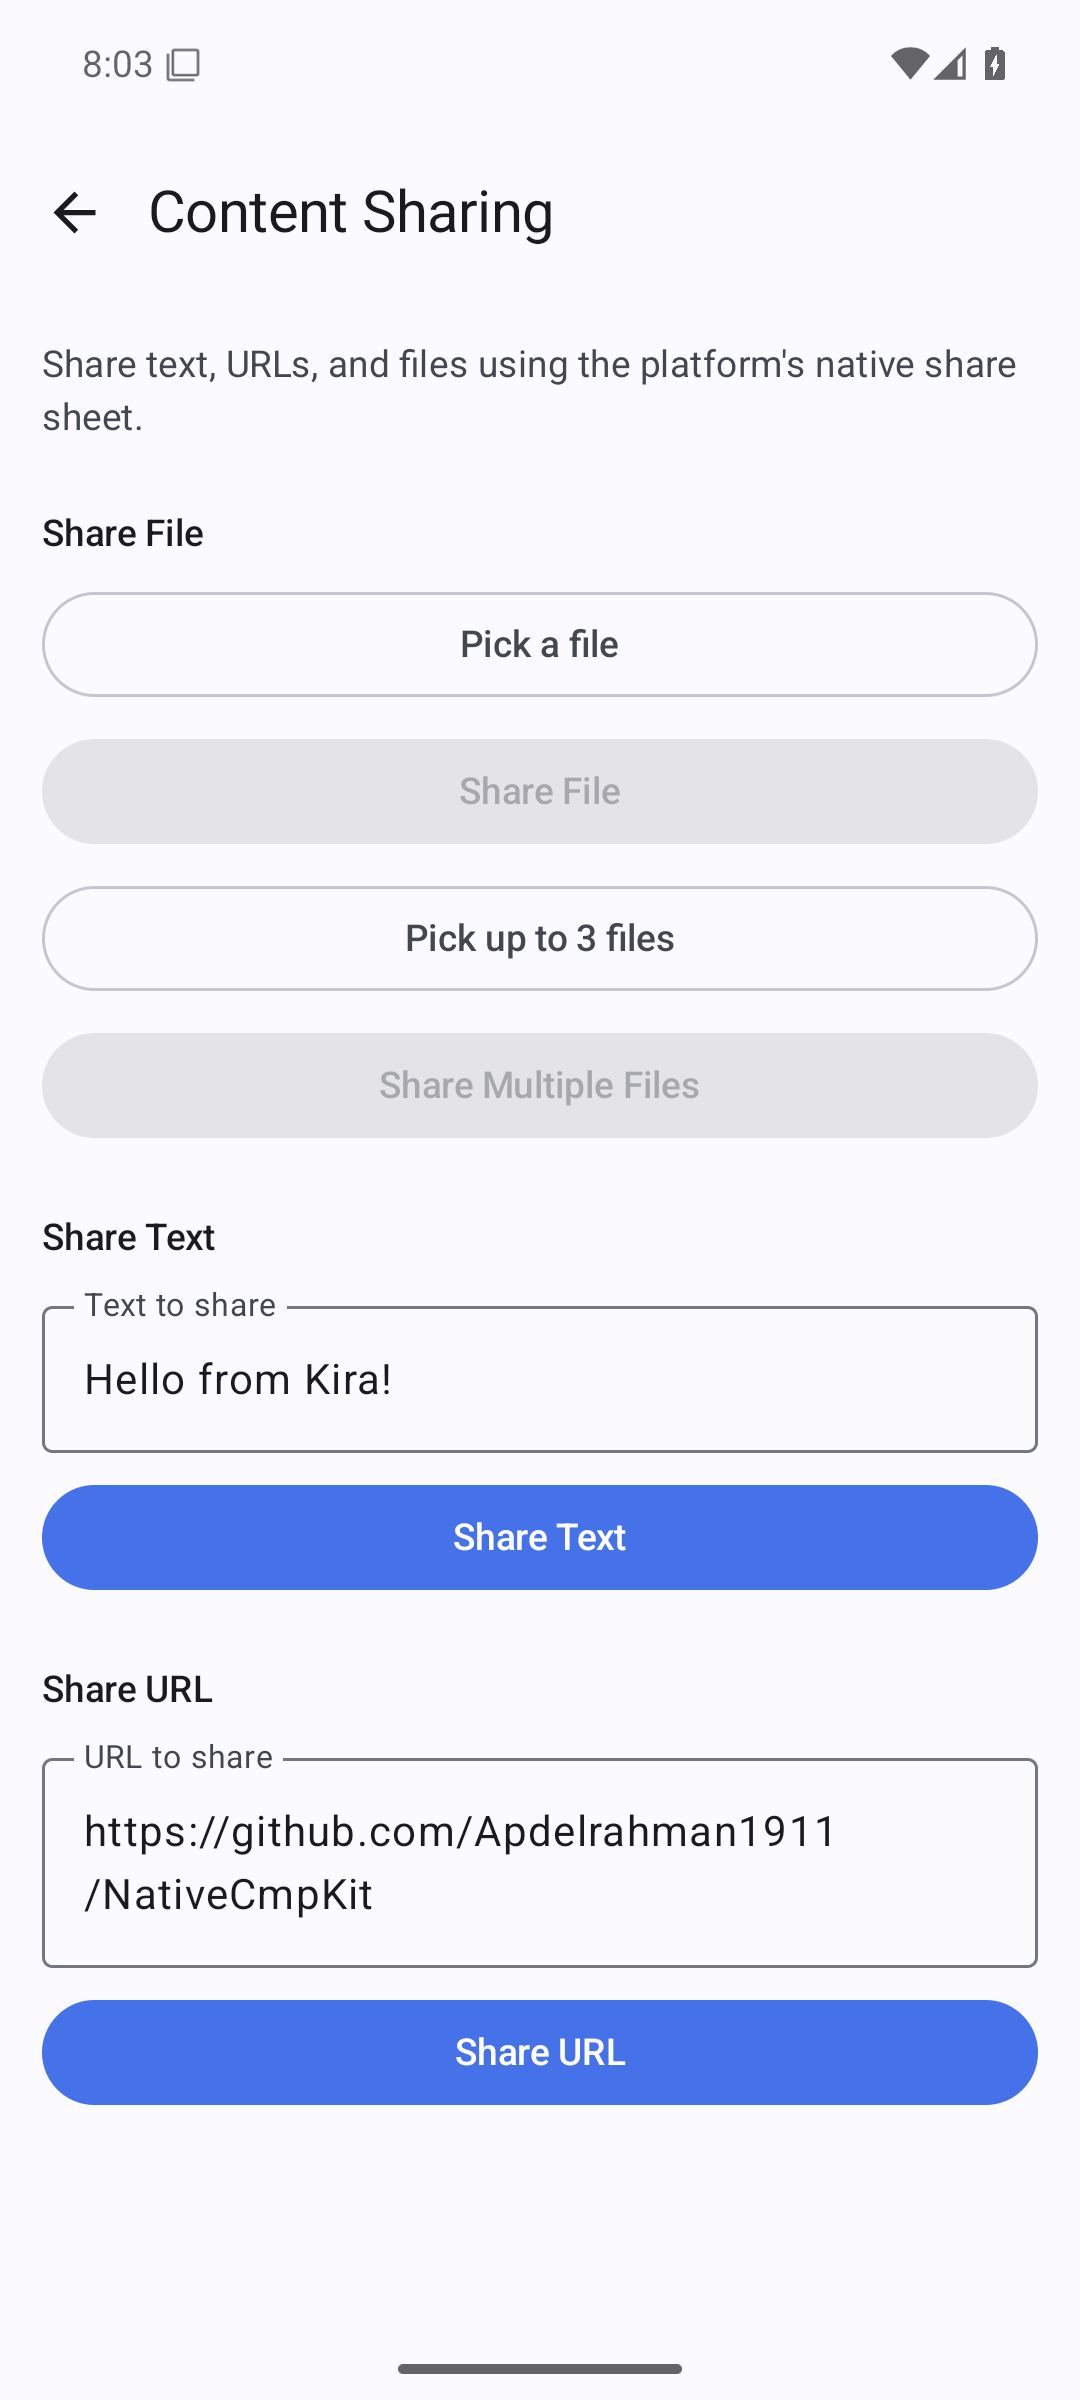 8:03
Content Sharing
Share text, URLs, and files using the platform's native share
sheet.
Share File
Pick a file
Share File
Pick up to 3 files
Share Multiple Files
Share Text
Text to share
Hello from Kira!
Share Text
Share URL
URL to share
https://github.com/Apdelrahman1911
/NativeCmpKit
Share URL